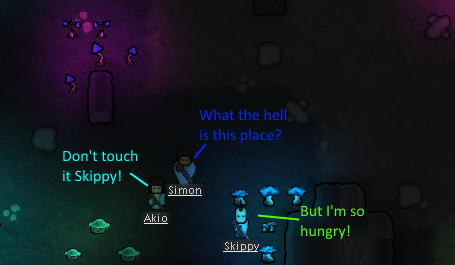 What the hell
is this place?
Don't touch
it Skippy!
Simon
Akio
But I'm so
hungry!
Skippy